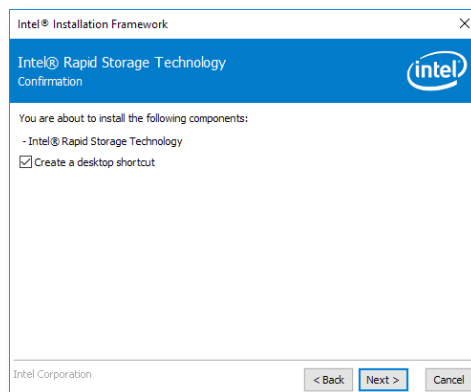 Intel® Installation Framework
Intel® Rapid Storage Technology
Confirmation
intel
You are about to install the following components:
- Intel® Rapid Storage Technology
Create a desktop shortcut
Intel Corporation
< Back
Next >
Cancel